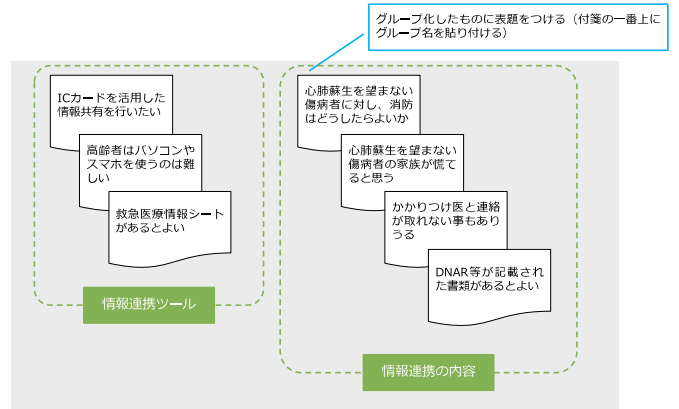 グループ化したものに表題をつける（付箋の一番上に
グループ名を貼り付ける）
ICカードを活用した
情報共有を行いたい
高齢者はパソコンや
スマホを使うのは難
しい
救急医療情報シート
があるとよい
情報連携ツール
心肺蘇生を望まない
傷病者に対し、消防
はどうしたらよいか
心肺蘇生を望まない
傷病者の家族が慌て
ると思う
かかりつけ医と連絡
が取れない事もあり
うる
DNAR等が記載され
た書類があるとよい
情報連携の内容